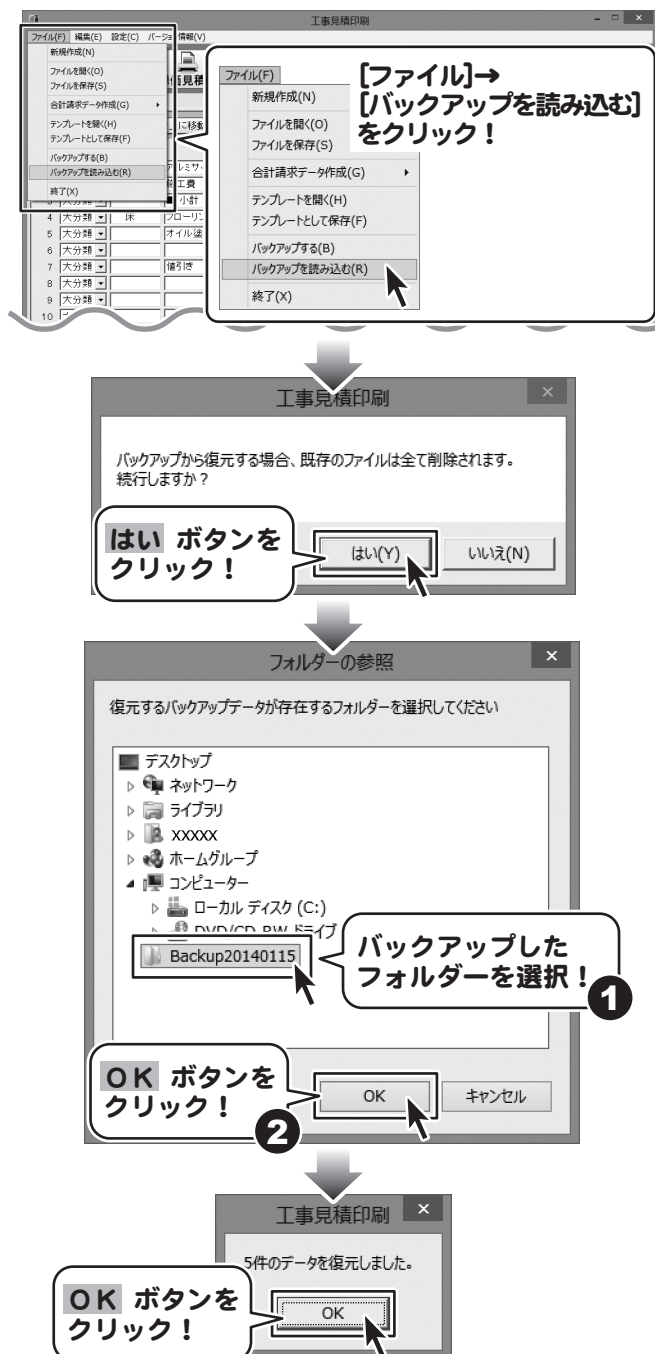 工事見積印刷
ファイル(F) 編集(E) 設定(C) バージョン情報(V)
新規作成(N)
ファイルを開く(O)
ファイルを保存(S)
合計請求データ作成(G)
テンプレートを開く(H)
テンプレートとして保存(F)
バックアップする(B)
バックアップを読み込む(R)
終了(X)
見積
に移動
工費
3 大分類 小計
4 大分類 床 フローリン
5 大分類 オイル塗
6 大分類
7 大分類 値引き
8 大分類
9 大分類
10
ファイル(F)
新規作成(N)
ファイルを開く(O)
ファイルを保存(S)
合計請求データ作成(G)
テンプレートを開く(H)
テンプレートとして保存(F)
バックアップする(B)
バックアップを読み込む(R)
終了(X)
[ファイル]→
[バックアップを読み込む]
をクリック！
工事見積印刷
バックアップから復元する場合、既存のファイルは全て削除されます。
続行しますか？
はい(Y) いいえ(N)
はい ボタンを
クリック！
フォルダーの参照
復元するバックアップデータが存在するフォルダーを選択してください
デスクトップ
ネットワーク
ライブラリ
XXXXX
ホームグループ
コンピューター
ローカル ディスク (C:)
DVD/CD-RW ドライブ
Backup20140115
バックアップした
フォルダーを選択！
1
OK ボタンを
クリック！
2
OK キャンセル
工事見積印刷
5件のデータを復元しました。
OK
OK ボタンを
クリック！